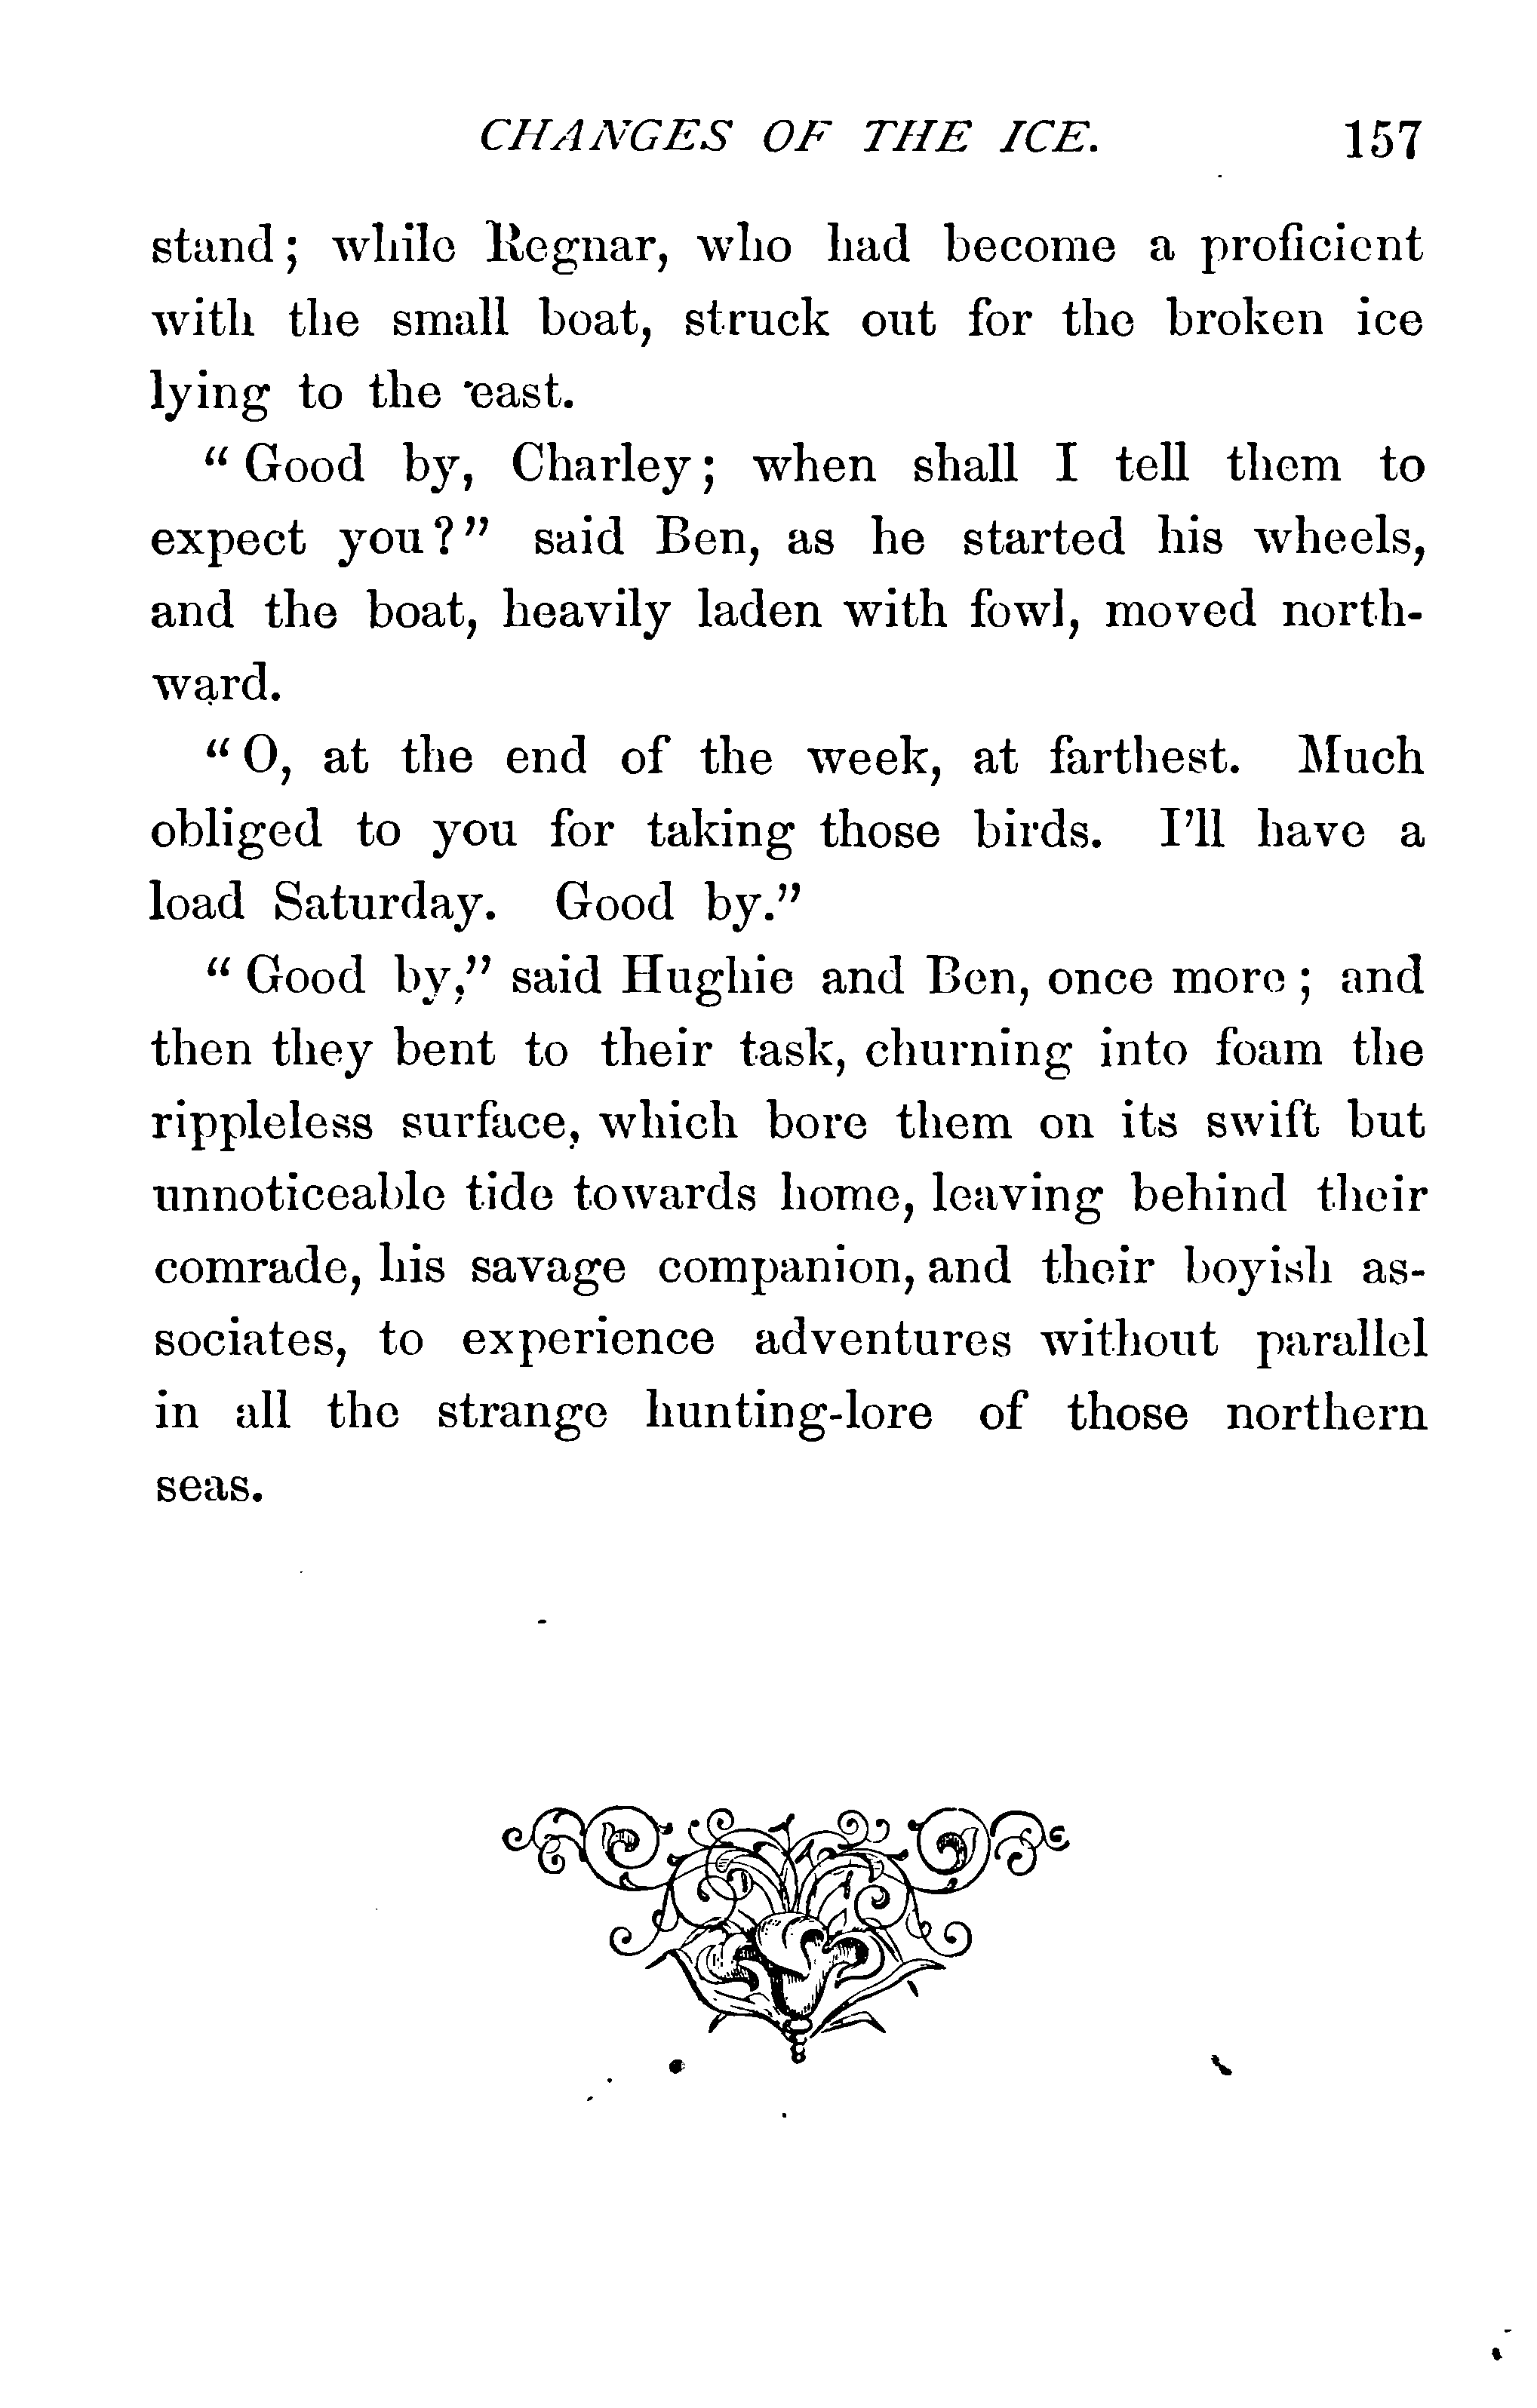 CHANGES OF THE ICE. 157
stand; while Regnar, who had become a proficient
with the small boat, struck out for the broken ice
lying to the east.
“Good by, Charley; when shall I tell them to
expect you?” said Ben, as he started his wheels,
and the boat, heavily laden with fowl, moved north-
ward.
“O, at the end of the week, at farthest. Much
obliged to you for taking those birds. I’ll have a
load Saturday. Good by.”
“Good by,” said Hughie and Ben, once more; and
then they bent to their task, churning into foam the
rippleless surface, which bore them on its swift but
unnoticeable tide towards home, leaving behind their
comrade, his savage companion, and their boyish as-
sociates, to experience adventures without parallel
in all the strange hunting-lore of those northern
seas.